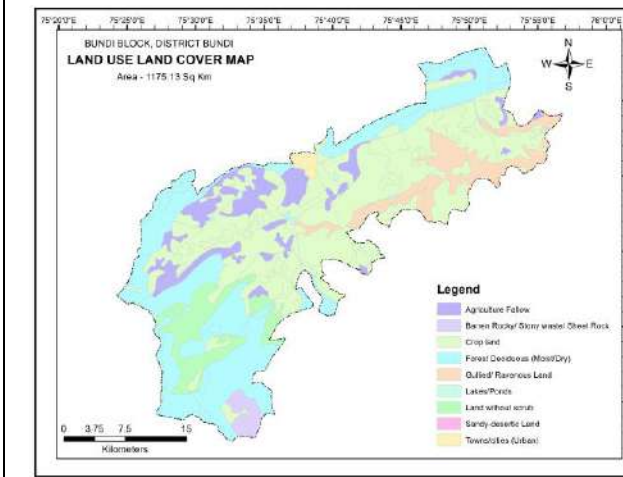 75°20'0"E 75°25'0"E 75°30'0"E 75°35'0"E 75°40'0"E 75°45'0"E 75°50'0"E 75°55'0"E 76°0'0"E
BUNDI BLOCK, DISTRICT BUNDI
LAND USE LAND COVER MAP
Area - 1175.13 Sq Km
N
W E
S
Legend
Agriculture Fallow
Barren Rocky/ Stony waste/ Sheet Rock
Crop land
Forest Deciduous (Moist/Dry)
Gullied/ Ravenous Land
Lakes/Ponds
Land without scrub
Sandy-desertic Land
Towns/cities (Urban)
0 3.75 7.5 15
Kilometers